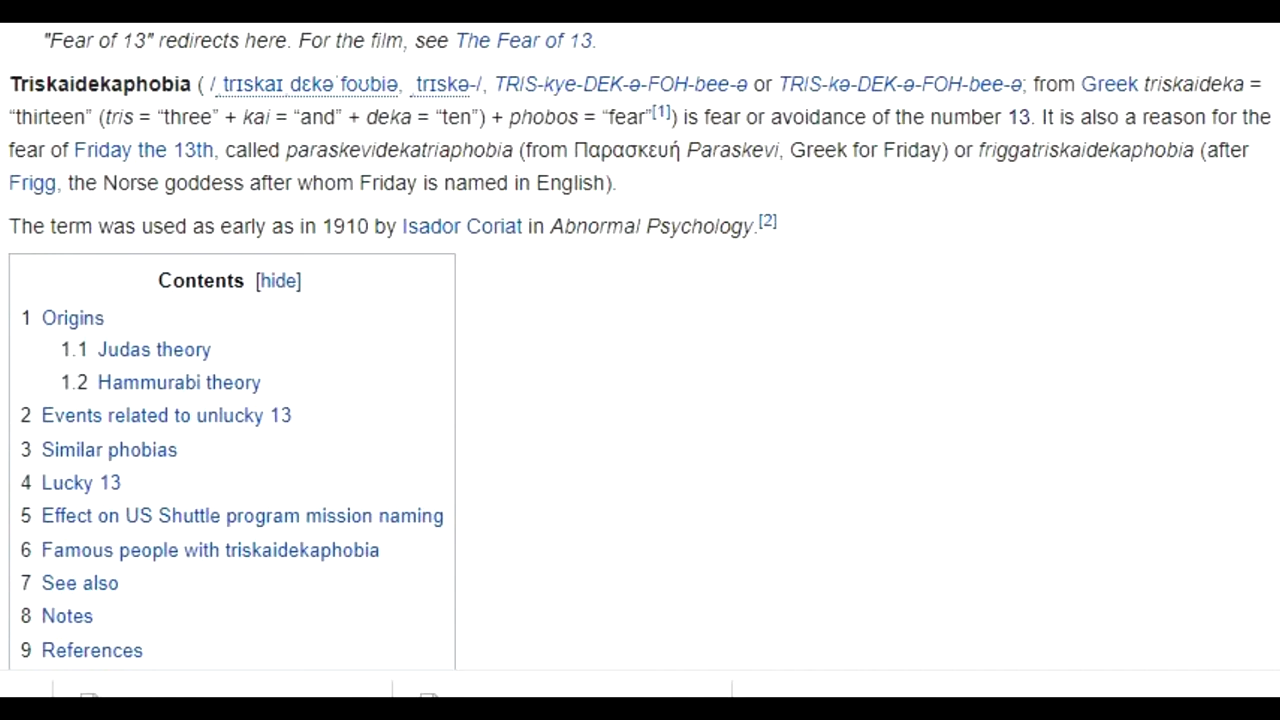 "Fear of 13" redirects here. For the film, see The Fear of 13.
Triskaidekaphobia ( /ˌtrɪskaɪˌdɛkəˈfoʊbiə, ˌtrɪskə-/, TRIS-kye-DEK-ə-FOH-bee-ə or TRIS-kə-DEK-ə-FOH-bee-ə; from Greek triskaideka =
“thirteen” (tris = “three” + kai = “and” + deka = “ten”) + phobos = “fear”[1]) is fear or avoidance of the number 13. It is also a reason for the
fear of Friday the 13th, called paraskevidekatriaphobia (from Παρασκευή Paraskevi, Greek for Friday) or friggatriskaidekaphobia (after
Frigg, the Norse goddess after whom Friday is named in English).
The term was used as early as in 1910 by Isador Coriat in Abnormal Psychology.[2]
Contents [hide]
1 Origins
1.1 Judas theory
1.2 Hammurabi theory
2 Events related to unlucky 13
3 Similar phobias
4 Lucky 13
5 Effect on US Shuttle program mission naming
6 Famous people with triskaidekaphobia
7 See also
8 Notes
9 References